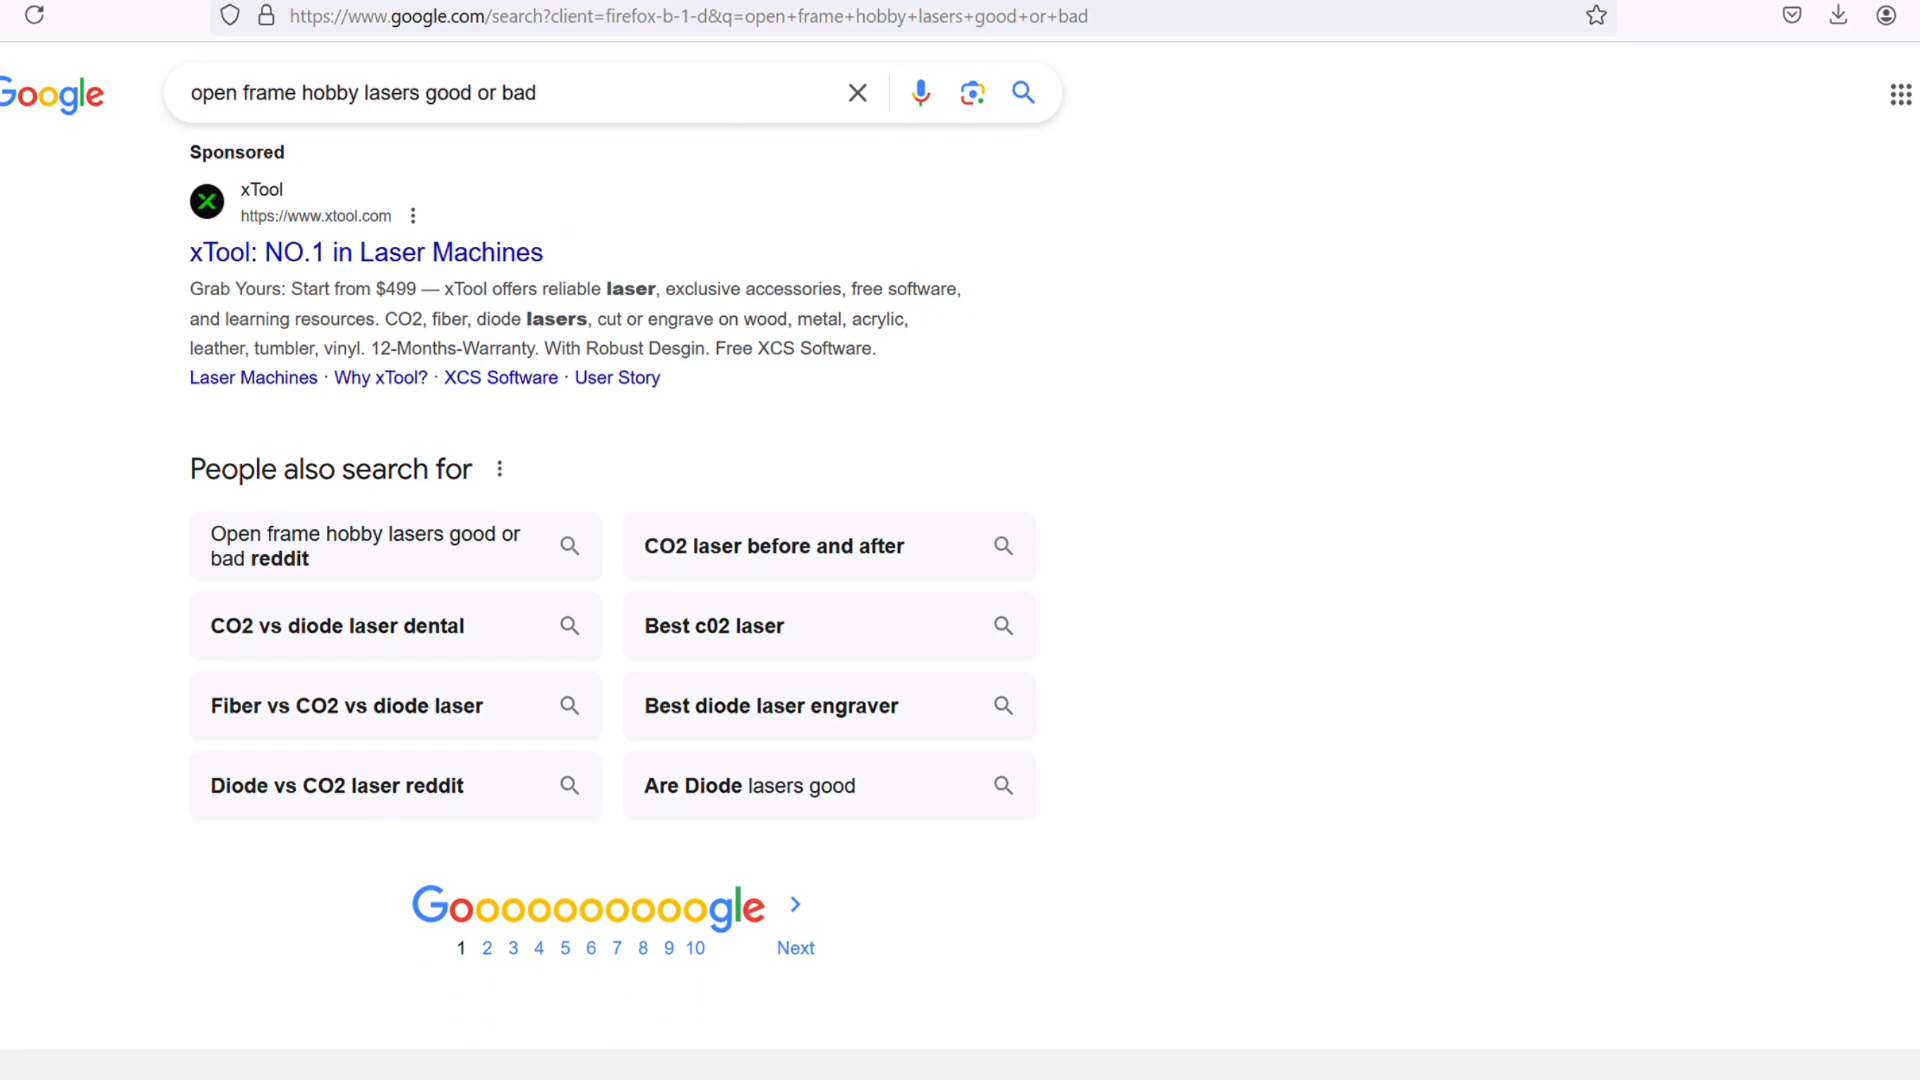 https://www.google.com/search?client=firefox-b-1-d&q=open+frame+hobby+lasers+good+or+bad
Google
open frame hobby lasers good or bad
Sponsored
xTool
https://www.xtool.com
xTool: NO.1 in Laser Machines
Grab Yours: Start from $499 — xTool offers reliable laser, exclusive accessories, free software,
and learning resources. CO2, fiber, diode lasers, cut or engrave on wood, metal, acrylic,
leather, tumbler, vinyl. 12-Months-Warranty. With Robust Desgin. Free XCS Software.
Laser Machines · Why xTool? · XCS Software · User Story
People also search for
Open frame hobby lasers good or
bad reddit
CO2 laser before and after
CO2 vs diode laser dental
Best c02 laser
Fiber vs CO2 vs diode laser
Best diode laser engraver
Diode vs CO2 laser reddit
Are Diode lasers good
Goooooooooogle
1 2 3 4 5 6 7 8 9 10 Next